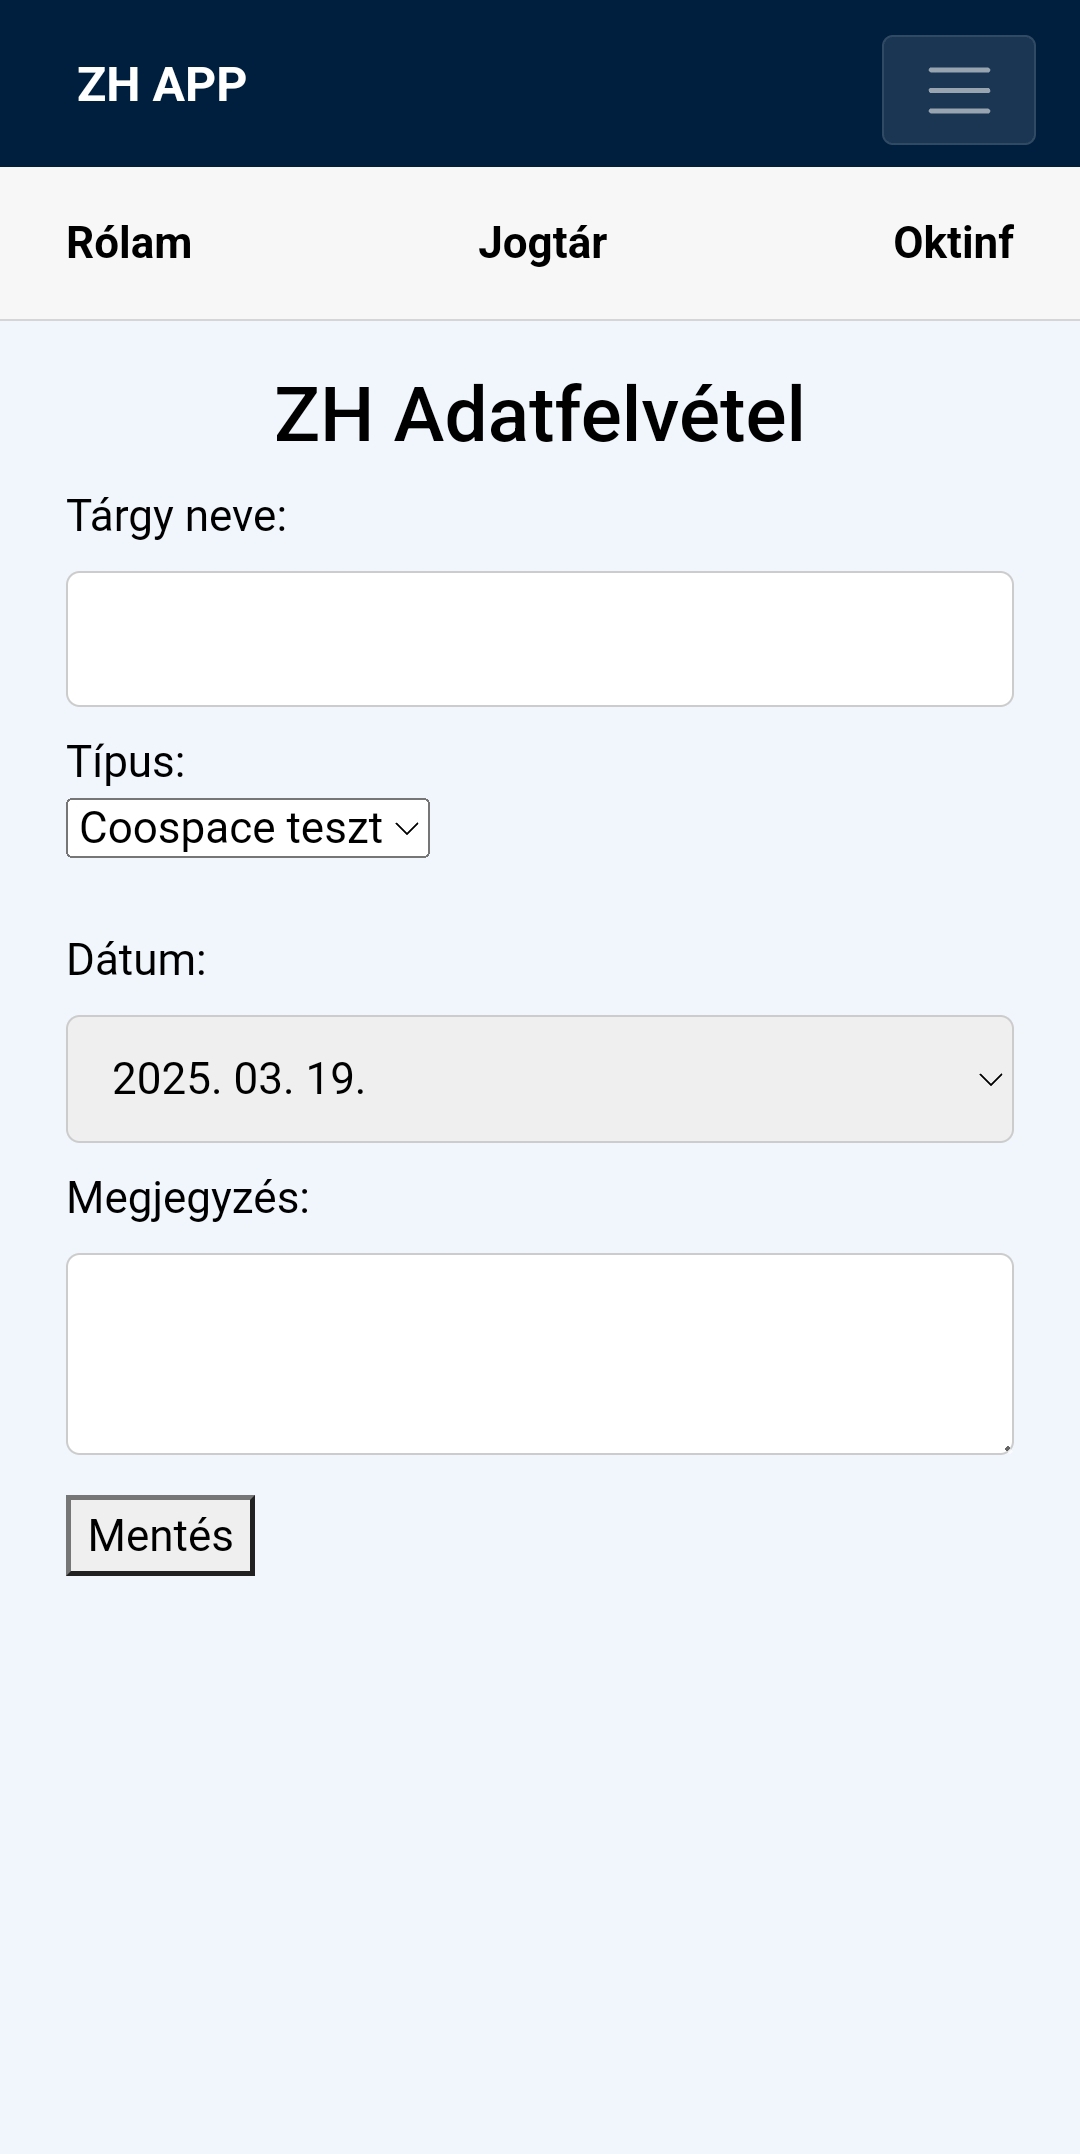 ZH APP
Rólam Jogtár Oktinf
ZH Adatfelvétel
Tárgy neve:
Típus:
Coospace teszt
Dátum:
2025. 03. 19.
Megjegyzés:
Mentés